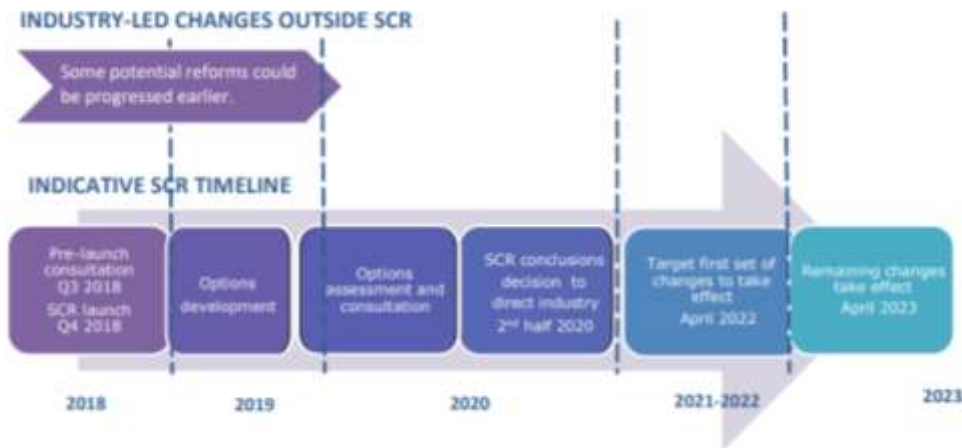 INDUSTRY-LED CHANGES OUTSIDE SCR
Some potential reforms could
be progressed earlier.
INDICATIVE SCR TIMELINE
Pre-launch
consultation
Q3 2018
SCR launch
Q4 2018
Options
development
Options
assessment and
consultation
SCR conclusions
decision to
direct industry
2nd half 2020
Target first set of
changes to take
effect
April 2022
Remaining changes
take effect
April 2023
2018
2019
2020
2021-2022
2023